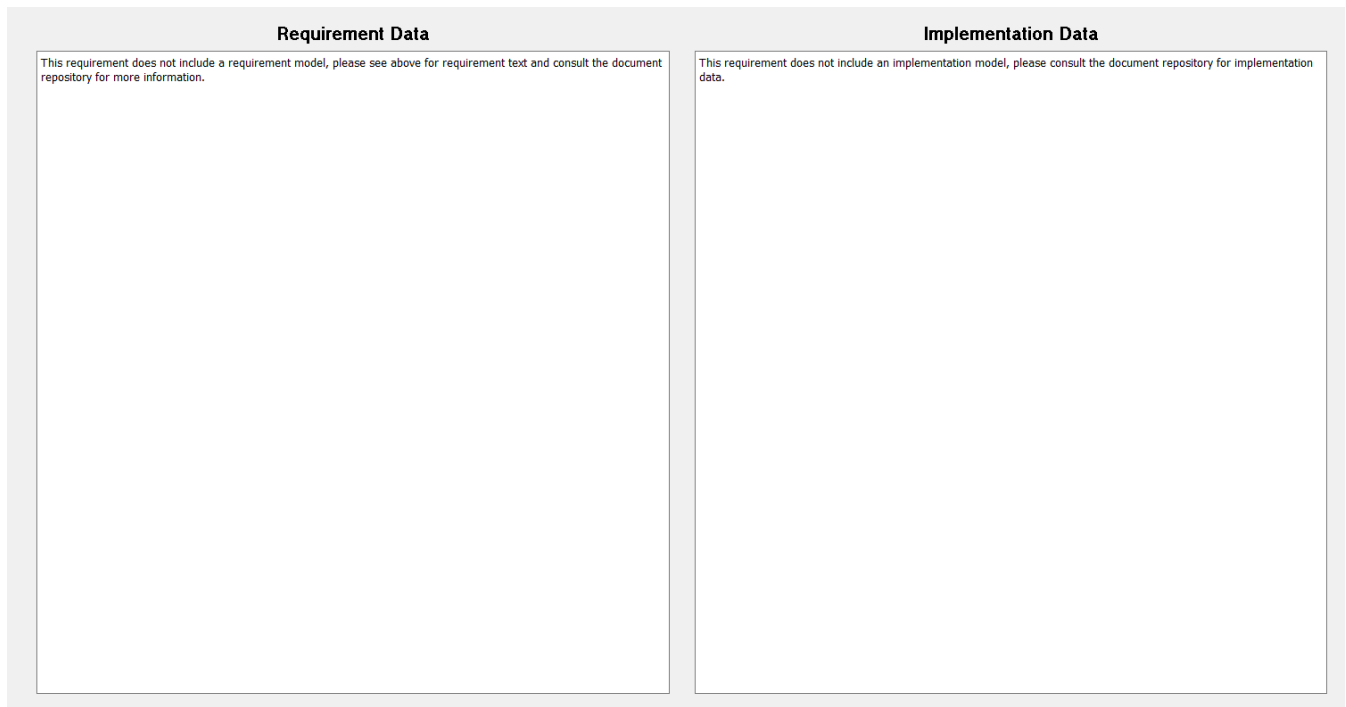 Requirement Data
This requirement does not include a requirement model, please see above for requirement text and consult the document
repository for more information.
Implementation Data
This requirement does not include an implementation model, please consult the document repository for implementation
data.